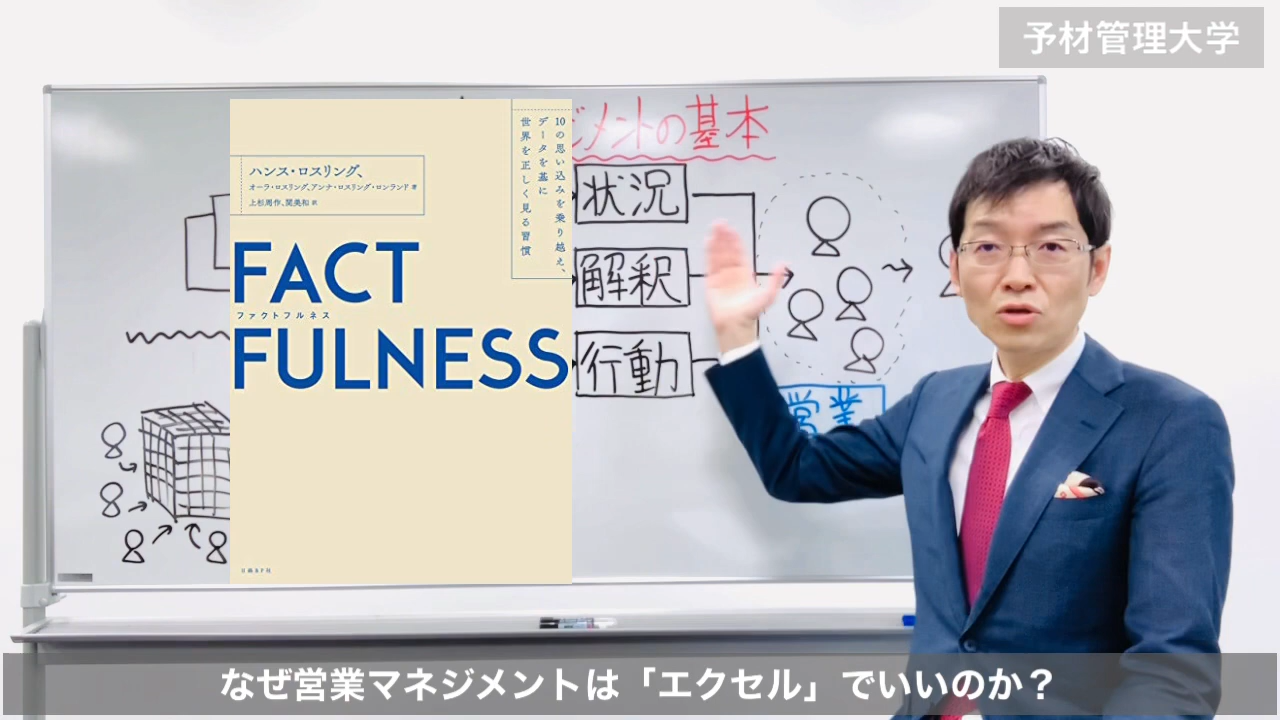 予材管理大学
ジメントの基本
10の思い込みを乗り越え、
データを基に
世界を正しく見る習慣
ハンス・ロスリング、
オーラ・ロスリング、アンナ・ロスリング・ロンランド 著
上杉周作、関美和 訳
FACT
ファクトフルネス
FULNESS
日経BP社
状況
解釈
行動
営業
なぜ営業マネジメントは「エクセル」でいいのか？